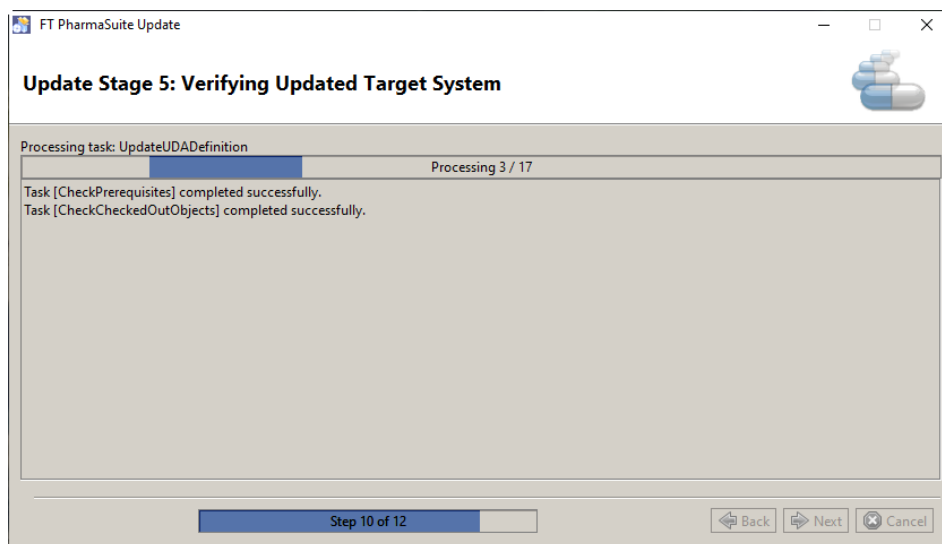 FT PharmaSuite Update
Update Stage 5: Verifying Updated Target System
Processing task: UpdateUDADefinition
Processing 3 / 17
Task [CheckPrerequisites] completed successfully.
Task [CheckCheckedOutObjects] completed successfully.
Step 10 of 12
Back Next Cancel